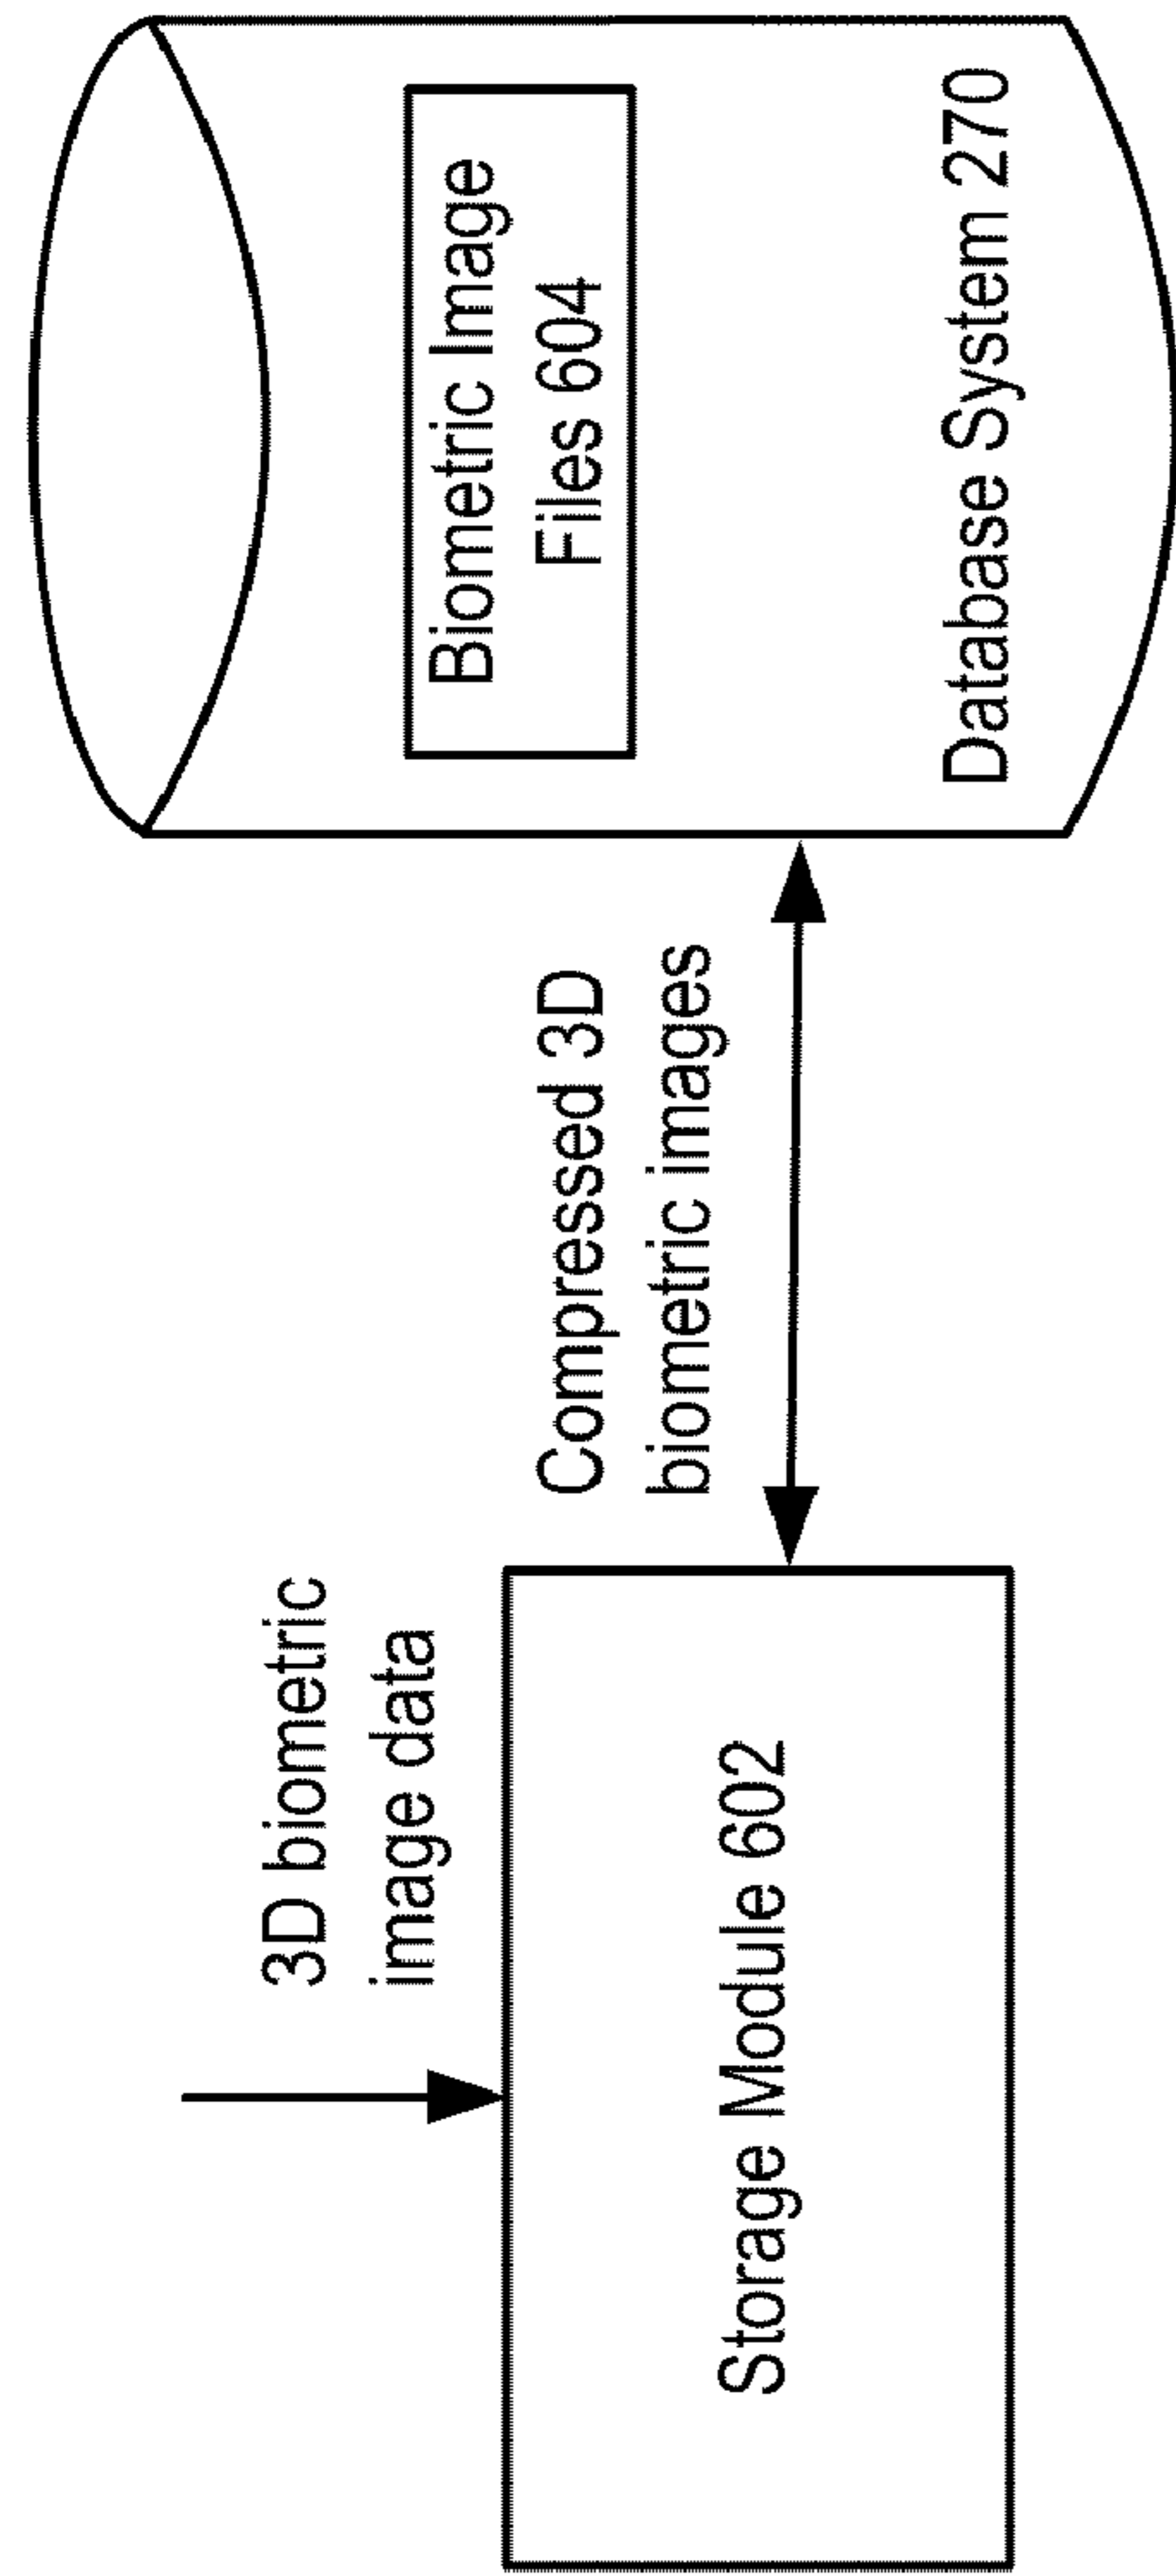 3D biometric
image data
Storage Module 602
Compressed 3D
biometric images
Biometric Image
Files 604
Database System 270